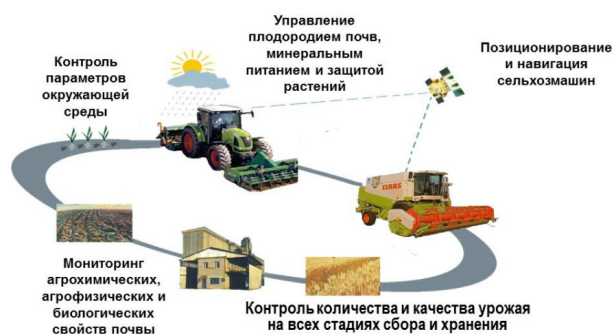 Управление
плодородием почв,
минеральным
питанием и защитой
растений
Контроль
параметров
окружающей
среды
Позиционирование
и навигация
сельхозмашин
CLAAS
Мониторинг
агрохимических,
агрофизических и
биологических
свойств почвы
Контроль количества и качества урожая
на всех стадиях сбора и хранения